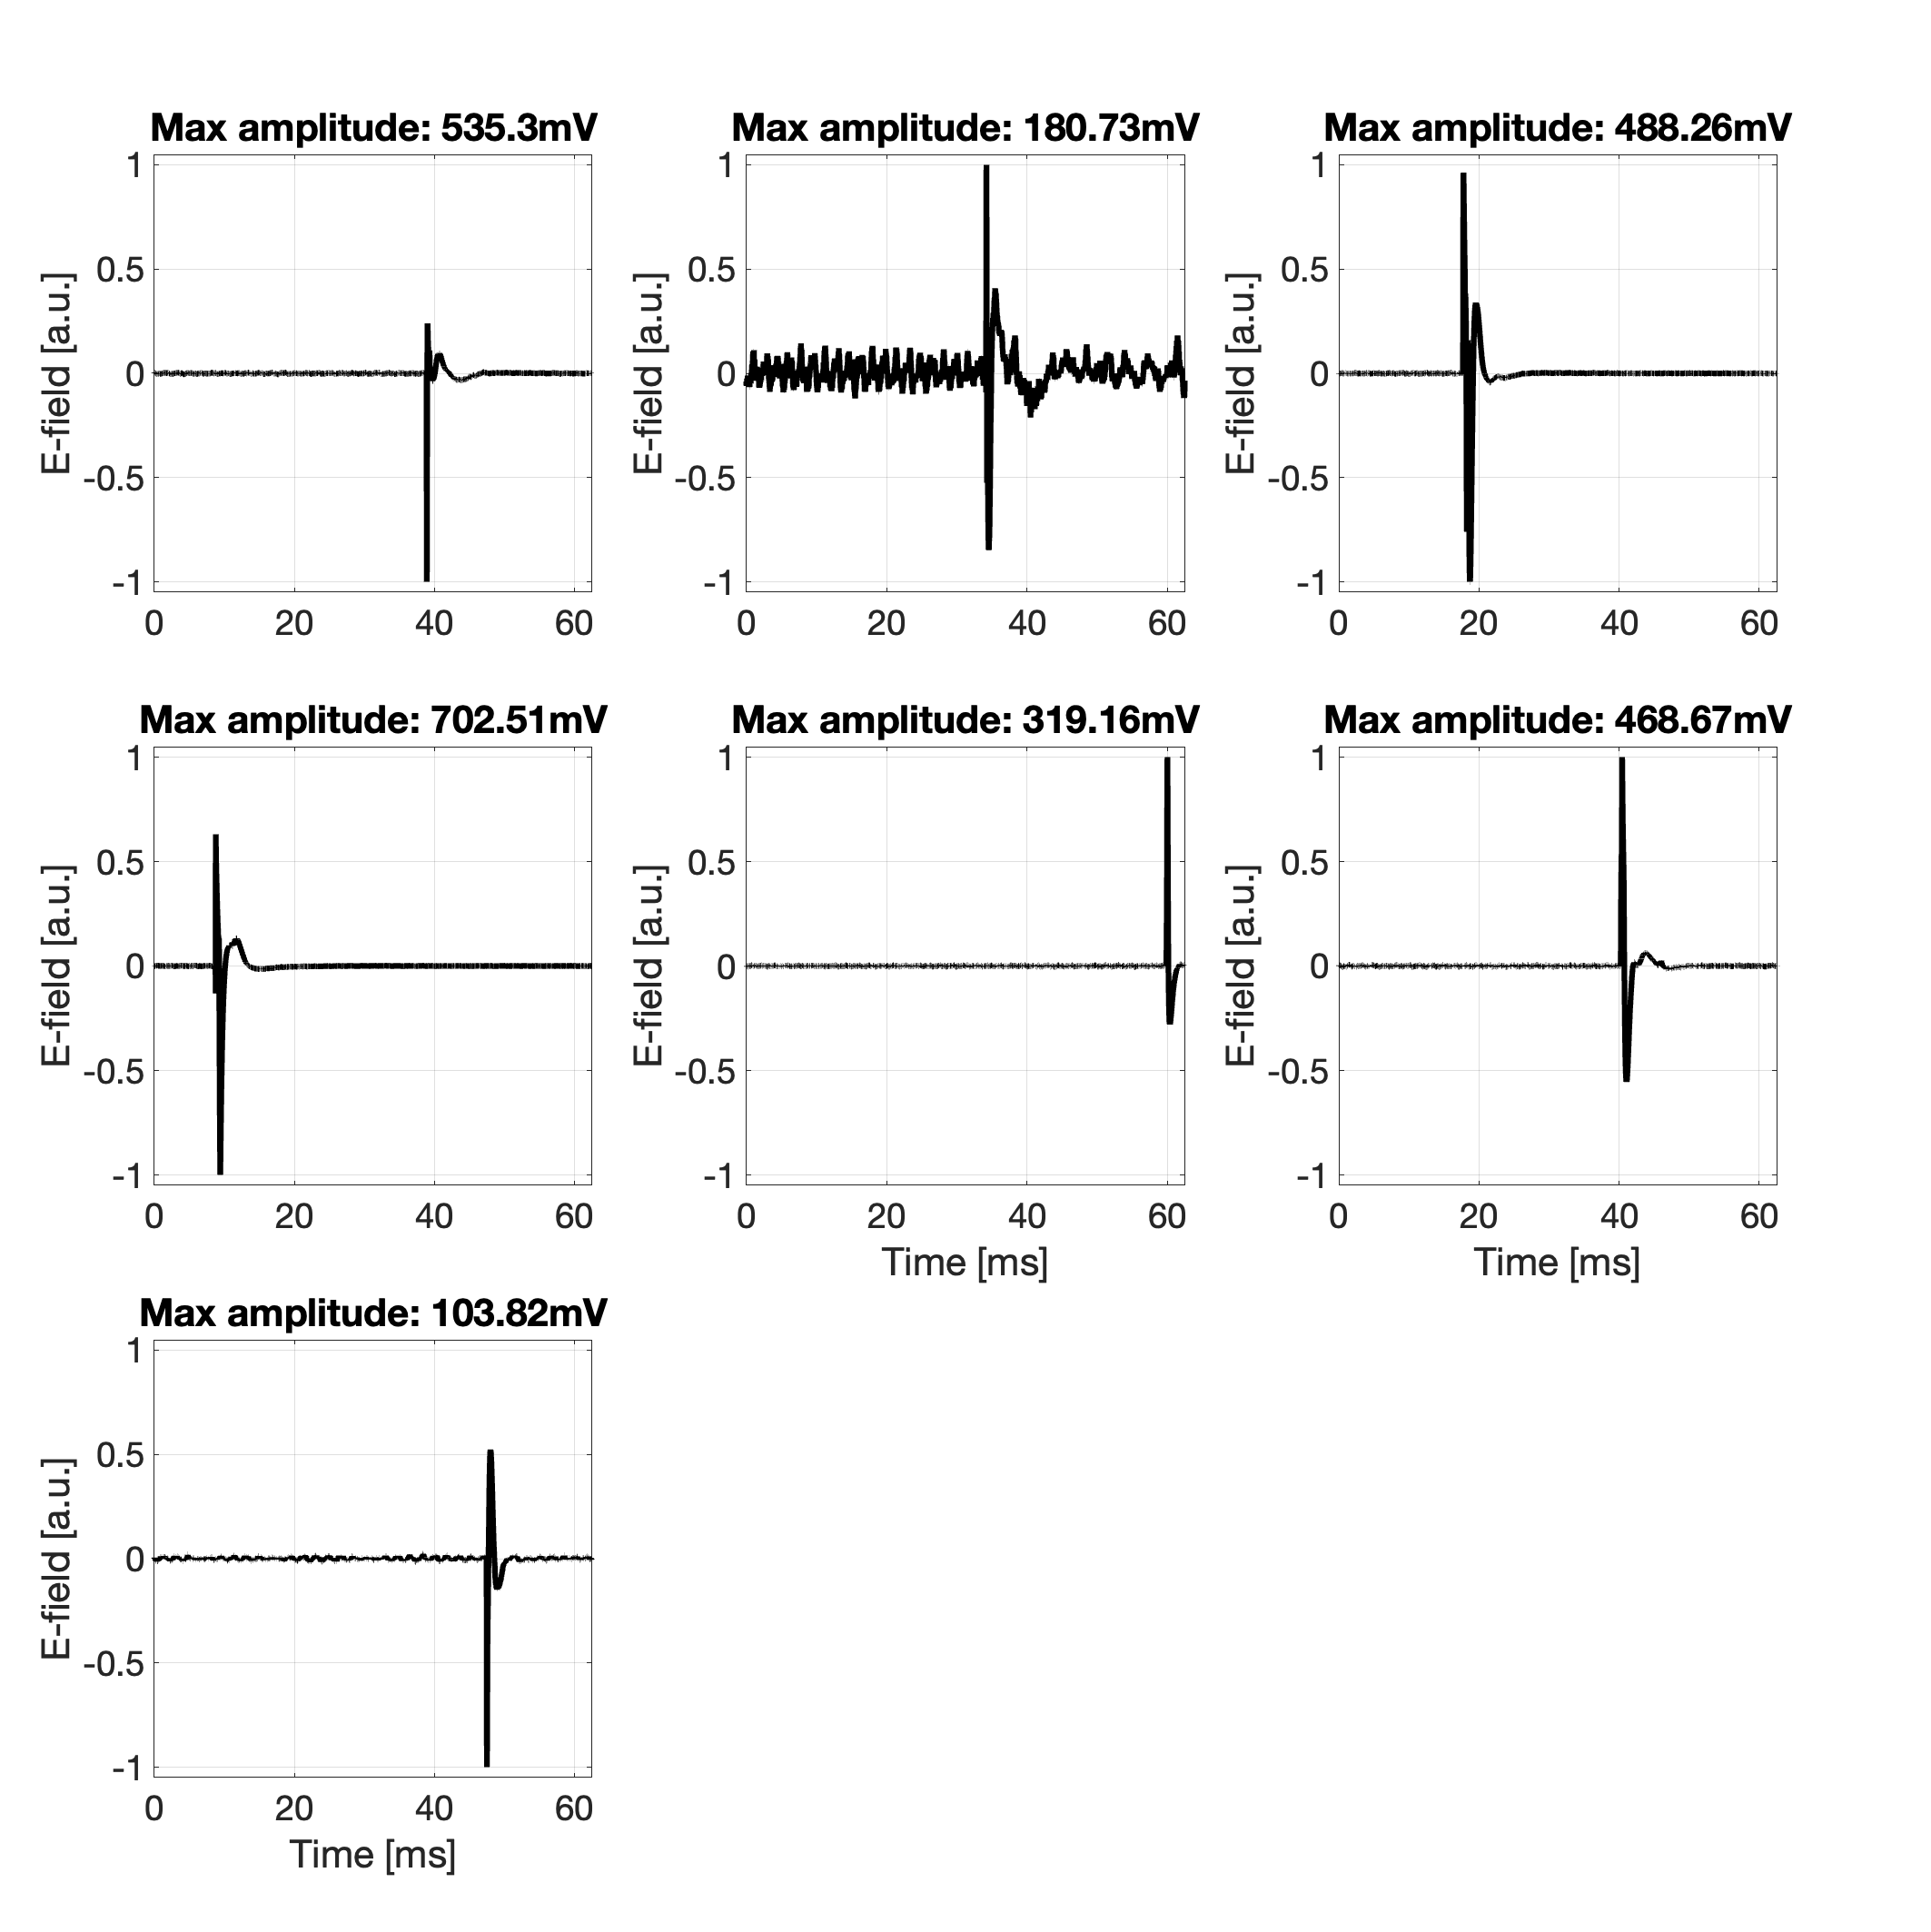 Max amplitude: 535.3mV
1
0.5
0
-0.5
-1
E-field [a.u.]
0 20 40 60
Max amplitude: 180.73mV
1
0.5
0
-0.5
-1
E-field [a.u.]
0 20 40 60
Max amplitude: 488.26mV
1
0.5
0
-0.5
-1
E-field [a.u.]
0 20 40 60
Max amplitude: 702.51mV
1
0.5
0
-0.5
-1
E-field [a.u.]
0 20 40 60
Max amplitude: 319.16mV
1
0.5
0
-0.5
-1
E-field [a.u.]
0 20 40 60
Time [ms]
Max amplitude: 468.67mV
1
0.5
0
-0.5
-1
E-field [a.u.]
0 20 40 60
Time [ms]
Max amplitude: 103.82mV
1
0.5
0
-0.5
-1
E-field [a.u.]
0 20 40 60
Time [ms]